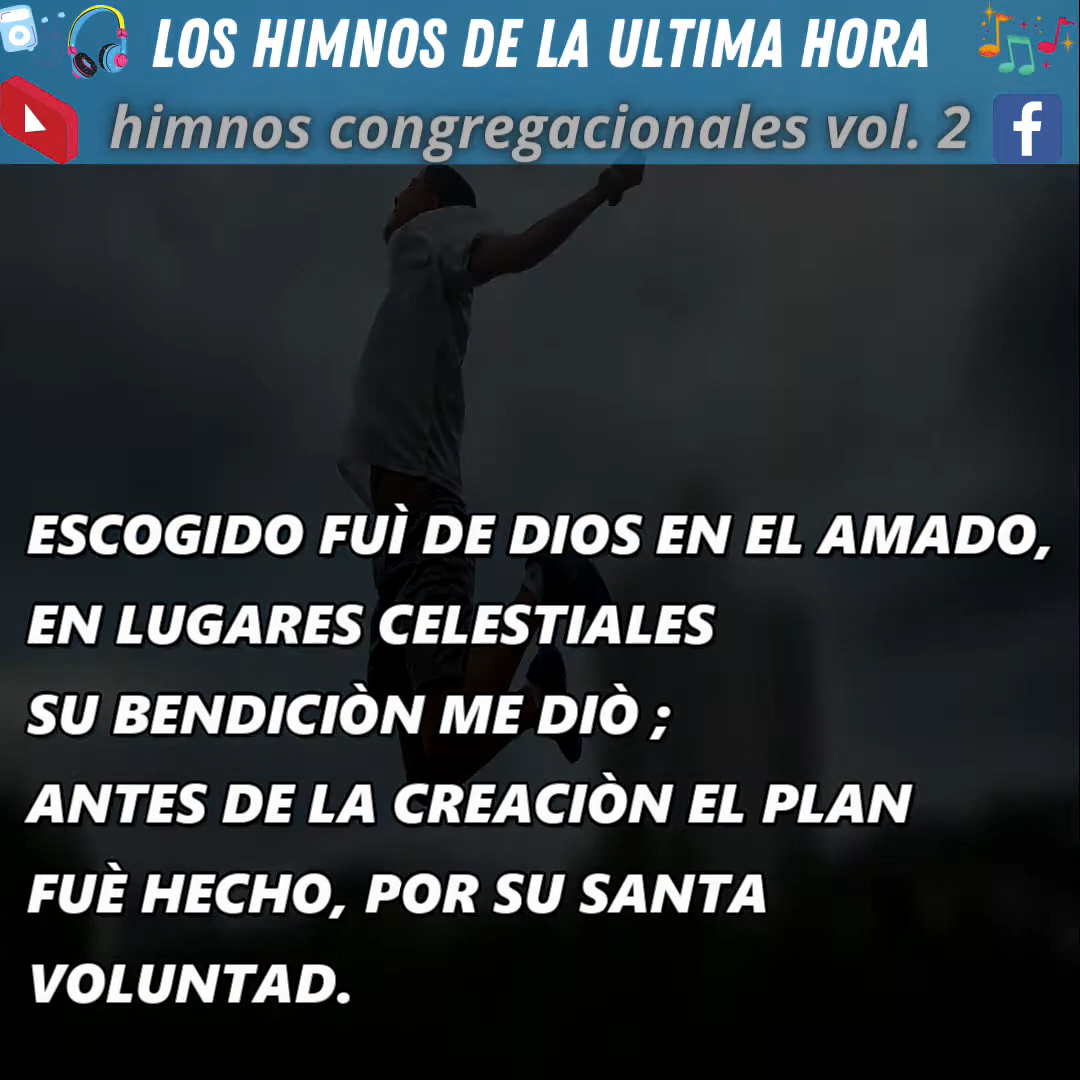 LOS HIMNOS DE LA ULTIMA HORA
himnos congregacionales vol. 2
ESCOGIDO FUÌ DE DIOS EN EL AMADO,
EN LUGARES CELESTIALES
SU BENDICIÒN ME DIÒ ;
ANTES DE LA CREACIÒN EL PLAN
FUÈ HECHO, POR SU SANTA
VOLUNTAD.